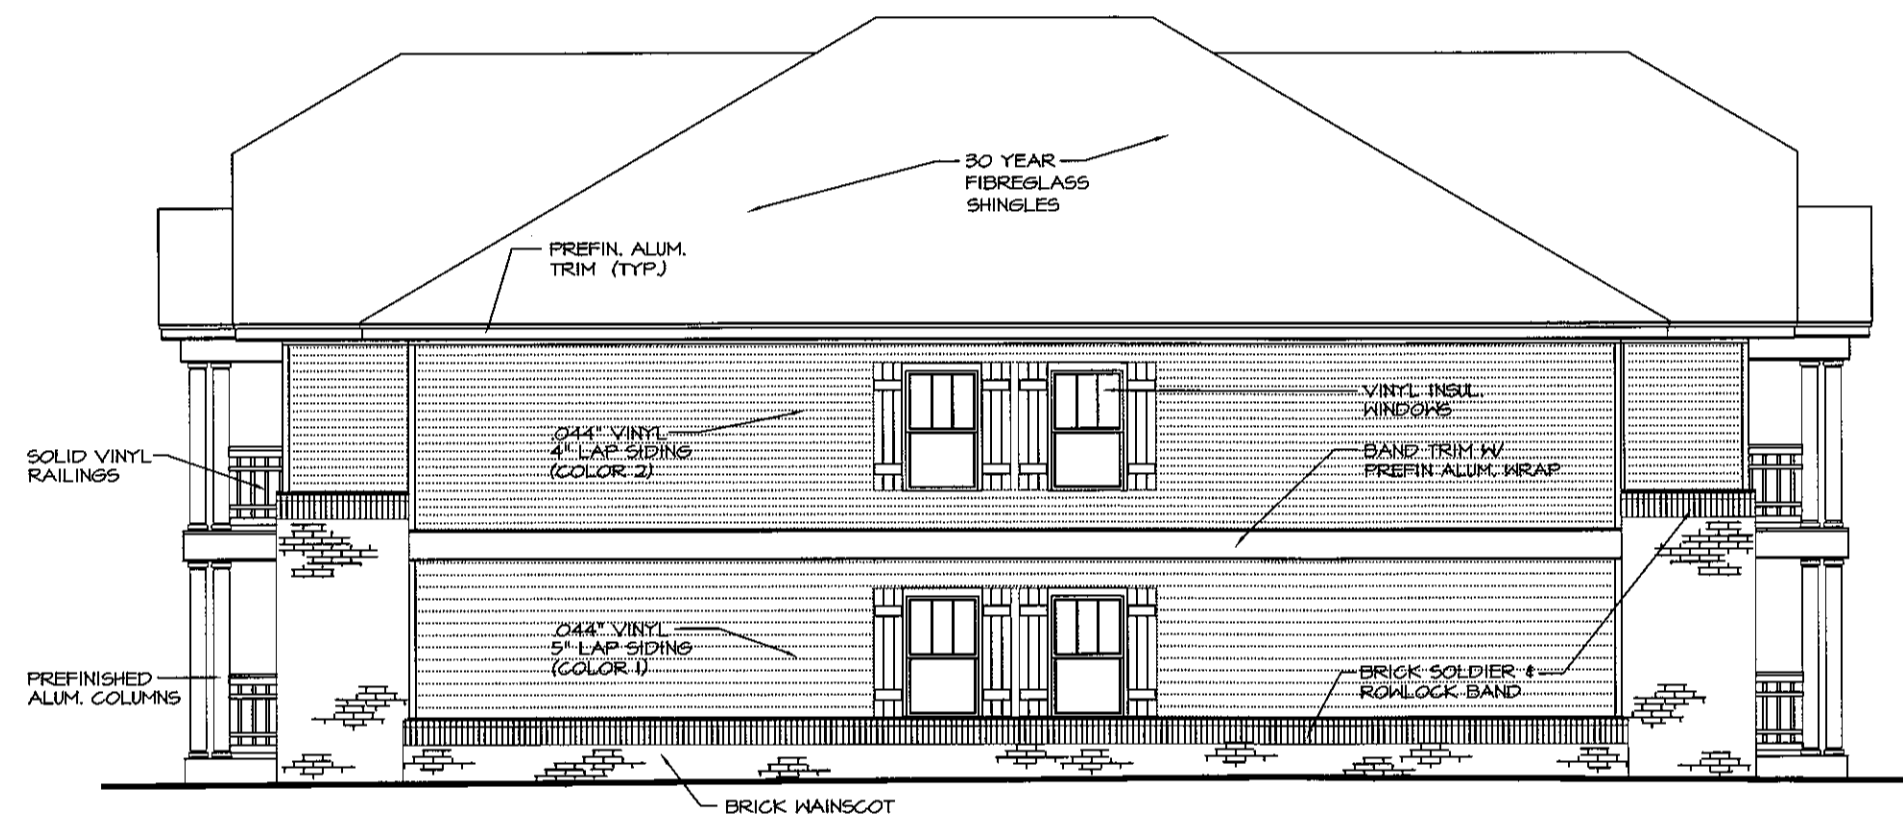 30 YEAR
FIBREGLASS
SHINGLES
PREFIN. ALUM.
TRIM (TYP.)
VINYL INSUL.
WINDOWS
.044" VINYL
4" LAP SIDING
(COLOR 2)
BAND TRIM W/
PREFIN ALUM. WRAP
SOLID VINYL
RAILINGS
.044" VINYL
5" LAP SIDING
(COLOR 1)
BRICK SOLDIER &
ROWLOCK BAND
PREFINISHED
ALUM. COLUMNS
BRICK WAINSCOT